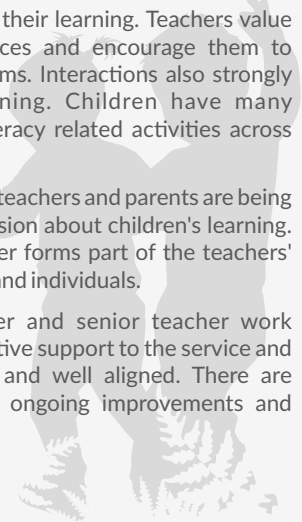 their learning. Teachers value
ces and encourage them to
ms. Interactions also strongly
ning. Children have many
eracy related activities across
teachers and parents are being
sion about children's learning.
er forms part of the teachers'
nd individuals.
er and senior teacher work
tive support to the service and
and well aligned. There are
ongoing improvements and